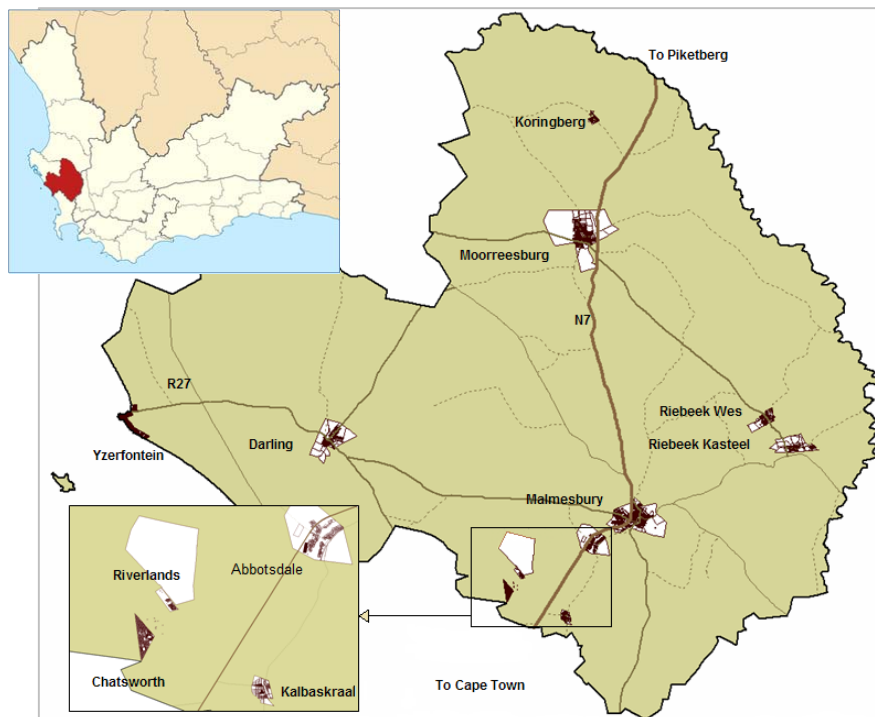 To Piketberg
Koringberg
Moorreesburg
N7
R27
Riebeek Wes
Riebeek Kasteel
Darling
Yzerfontein
Malmesbury
Abbotsdale
Riverlands
Chatsworth
Kalbaskraal
To Cape Town